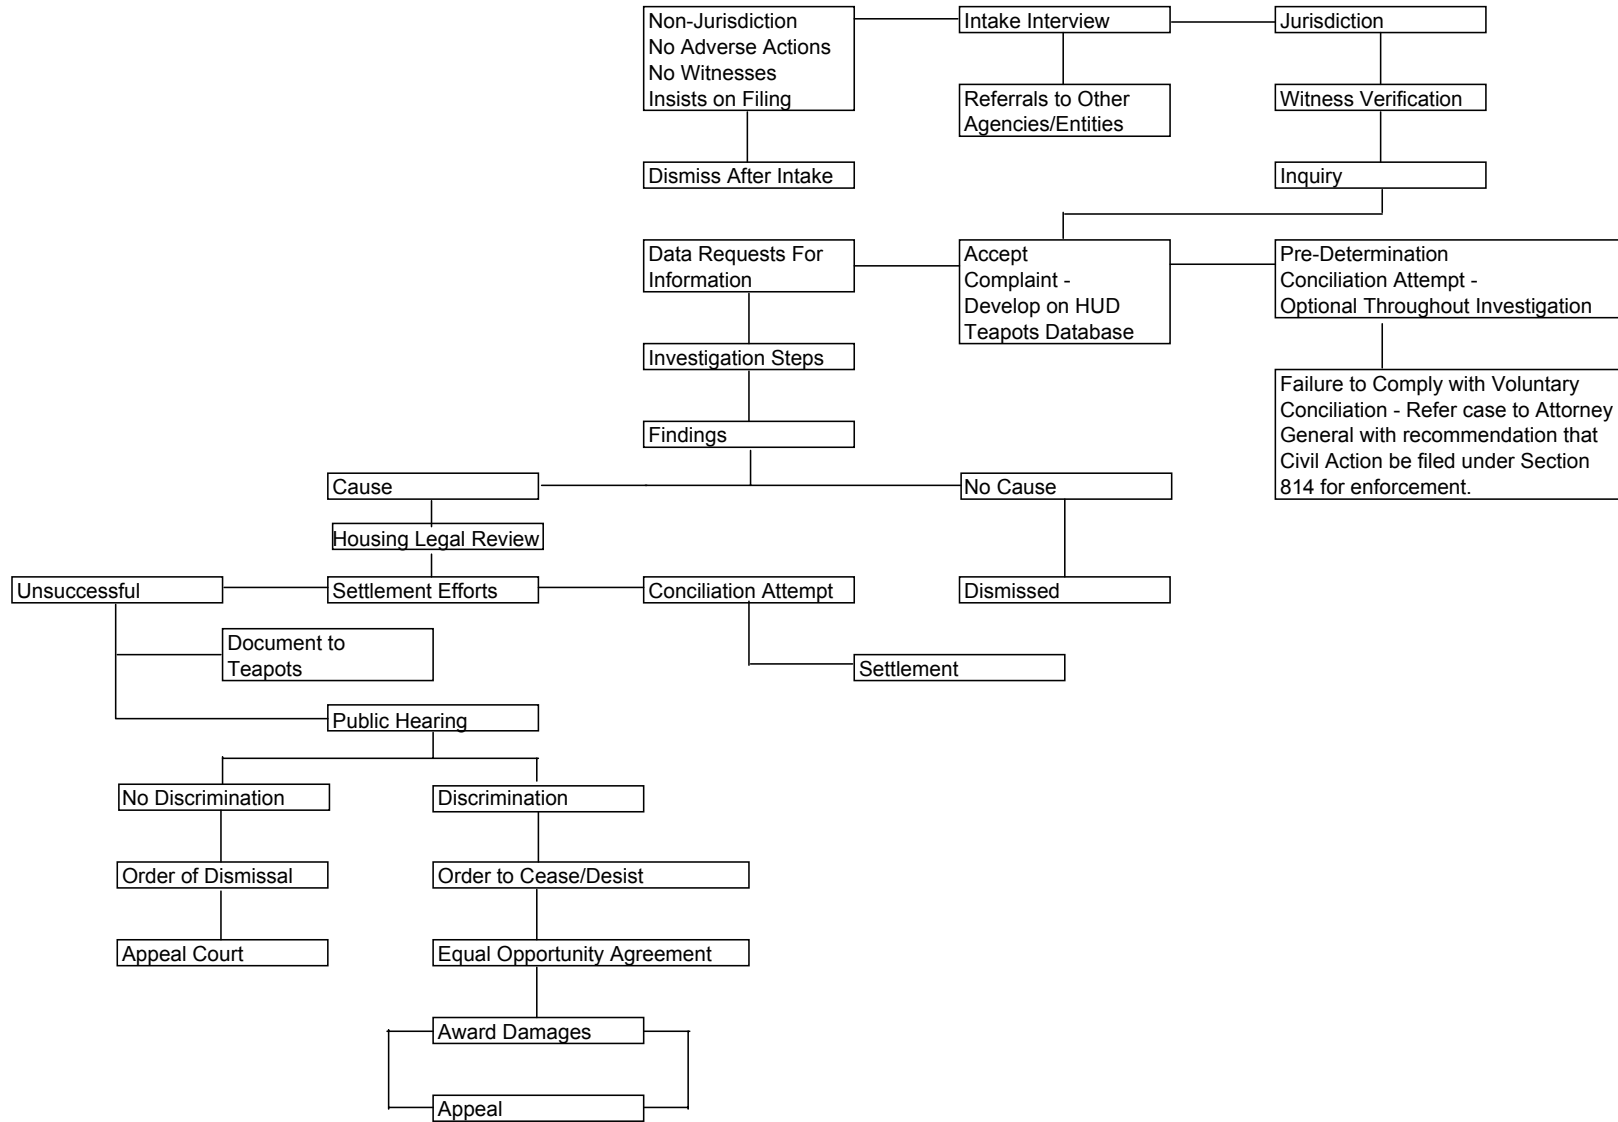 Non-Jurisdiction
No Adverse Actions
No Witnesses
Insists on Filing
Intake Interview
Jurisdiction
Referrals to Other
Agencies/Entities
Witness Verification
Dismiss After Intake
Inquiry
Data Requests For
Information
Accept
Complaint -
Develop on HUD
Teapots Database
Pre-Determination
Conciliation Attempt -
Optional Throughout Investigation
Investigation Steps
Failure to Comply with Voluntary
Conciliation - Refer case to Attorney
General with recommendation that
Civil Action be filed under Section
814 for enforcement.
Findings
Cause
No Cause
Housing Legal Review
Unsuccessful
Settlement Efforts
Conciliation Attempt
Dismissed
Document to
Teapots
Settlement
Public Hearing
No Discrimination
Discrimination
Order of Dismissal
Order to Cease/Desist
Appeal Court
Equal Opportunity Agreement
Award Damages
Appeal